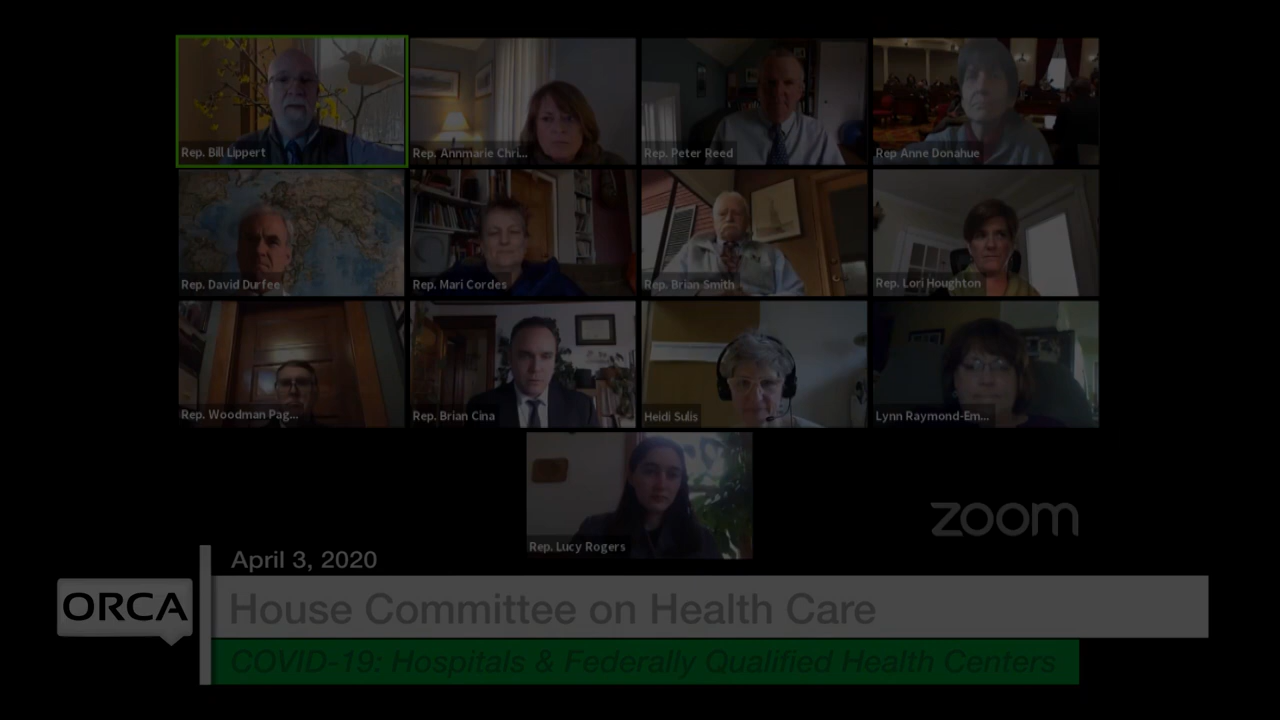 Rep. Bill Lippert
Rep. Annmarie Chri...
Rep. Peter Reed
Rep Anne Donahue
Rep. David Durfee
Rep. Mari Cordes
Rep. Brian Smith
Rep. Lori Houghton
Rep. Woodman Pag...
Rep. Brian Cina
Heidi Sulis
Lynn Raymond-Em...
Rep. Lucy Rogers
zoom
April 3, 2020
ORCA
House Committee on Health Care
COVID-19: Hospitals & Federally Qualified Health Centers